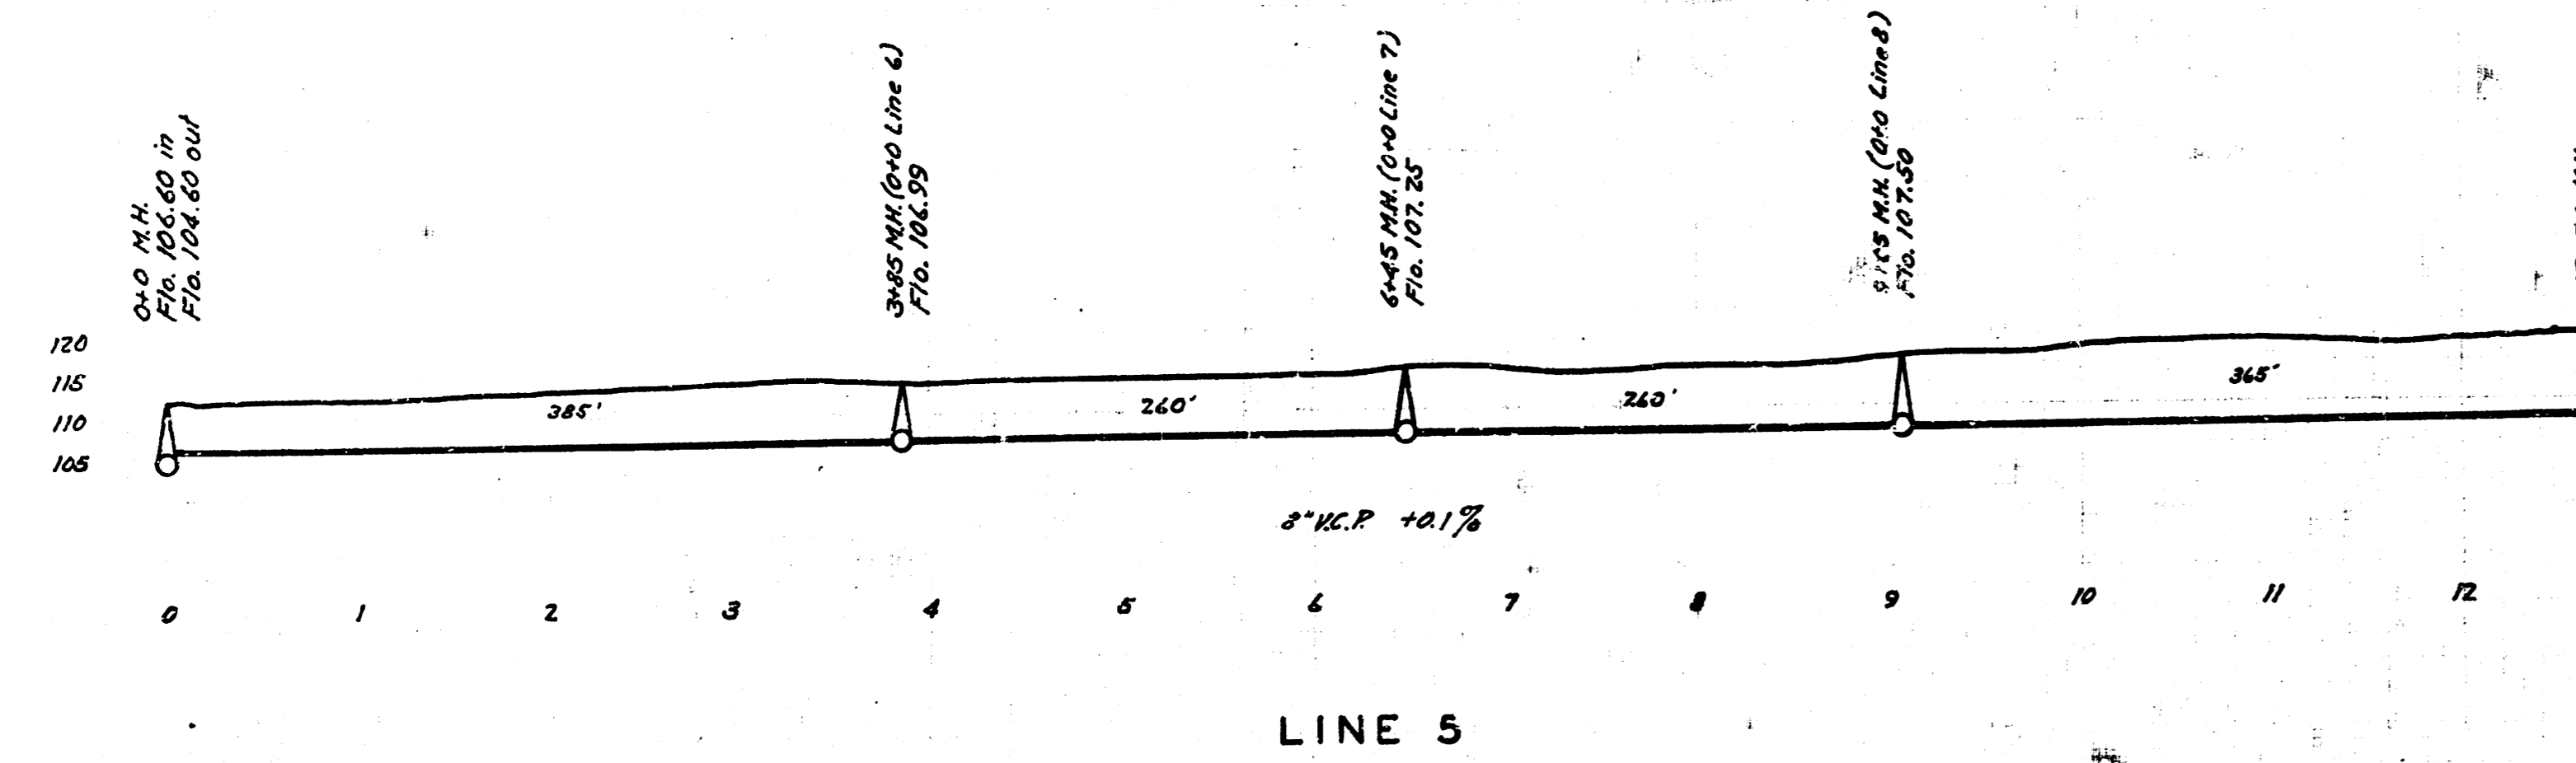 0+0 M.H.
Flo. 106.60 in
Flo. 104.60 out
3+85 M.H. (0+0 Line 6)
Flo. 106.99
6+45 M.H. (0+0 Line 7)
Flo. 107.25
M.H. (0+0 Line 8)
Flo. 107.50
120
115
110
105
385'
260'
260'
365'
8" V.C.P. +0.1%
0 1 2 3 4 5 6 7 8 9 10 11 12
LINE 5